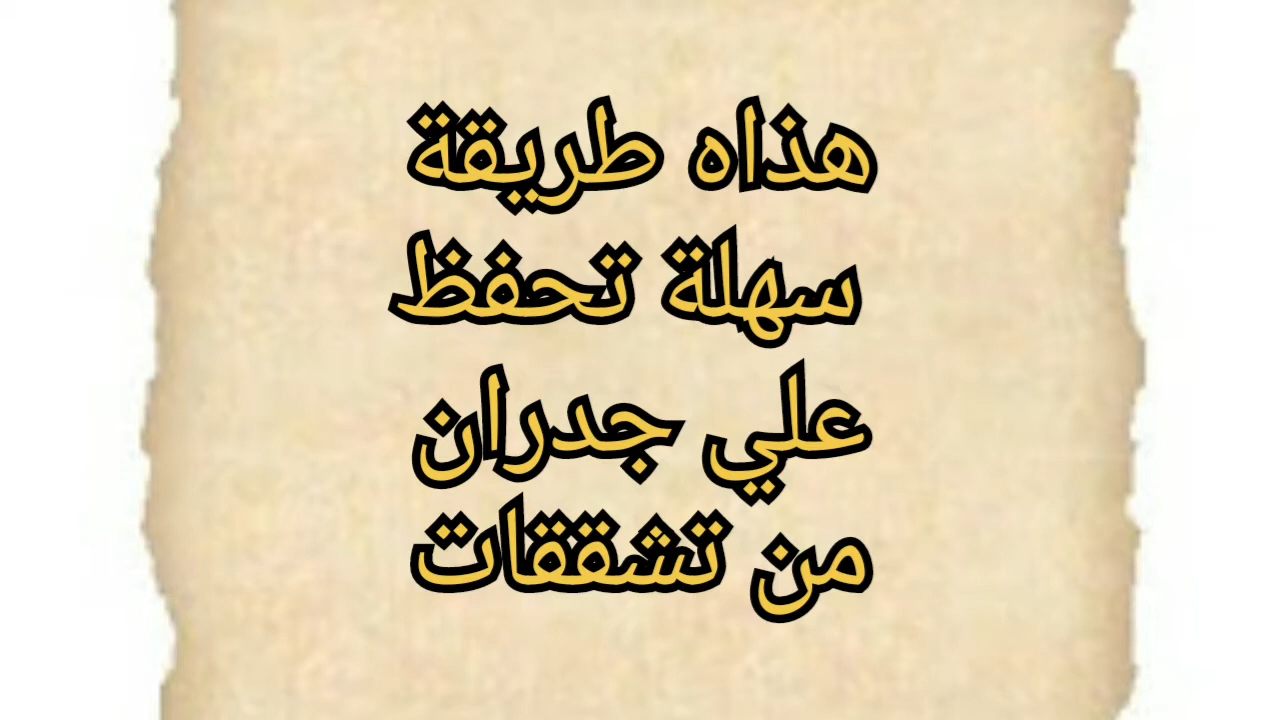 هذاه طريقة
سهلة تحفظ
علي جدران
من تشققات